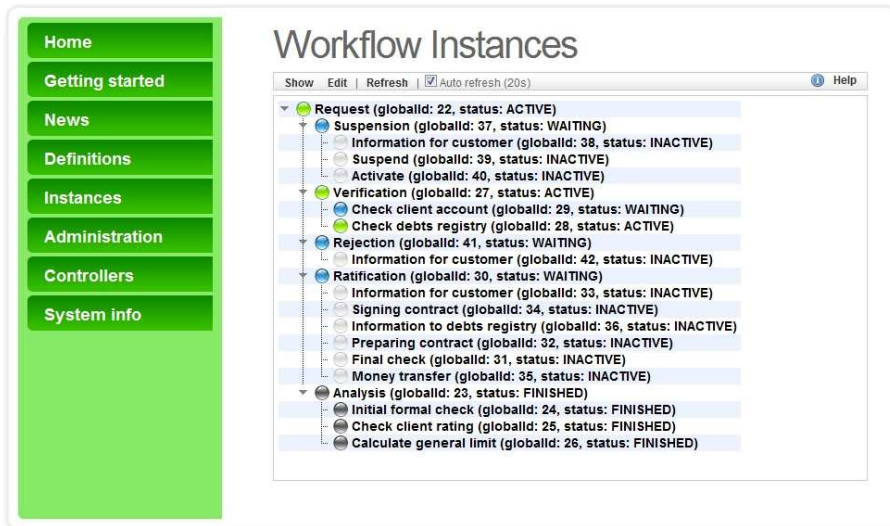 Home
Getting started
News
Definitions
Instances
Administration
Controllers
System info
Workflow Instances
Show Edit | Refresh | Auto refresh (20s) Help
Request (globalId: 22, status: ACTIVE)
Suspension (globalId: 37, status: WAITING)
Information for customer (globalId: 38, status: INACTIVE)
Suspend (globalId: 39, status: INACTIVE)
Activate (globalId: 40, status: INACTIVE)
Verification (globalId: 27, status: ACTIVE)
Check client account (globalId: 29, status: WAITING)
Check debts registry (globalId: 28, status: ACTIVE)
Rejection (globalId: 41, status: WAITING)
Information for customer (globalId: 42, status: INACTIVE)
Ratification (globalId: 30, status: WAITING)
Information for customer (globalId: 33, status: INACTIVE)
Signing contract (globalId: 34, status: INACTIVE)
Information to debts registry (globalId: 36, status: INACTIVE)
Preparing contract (globalId: 32, status: INACTIVE)
Final check (globalId: 31, status: INACTIVE)
Money transfer (globalId: 35, status: INACTIVE)
Analysis (globalId: 23, status: FINISHED)
Initial formal check (globalId: 24, status: FINISHED)
Check client rating (globalId: 25, status: FINISHED)
Calculate general limit (globalId: 26, status: FINISHED)